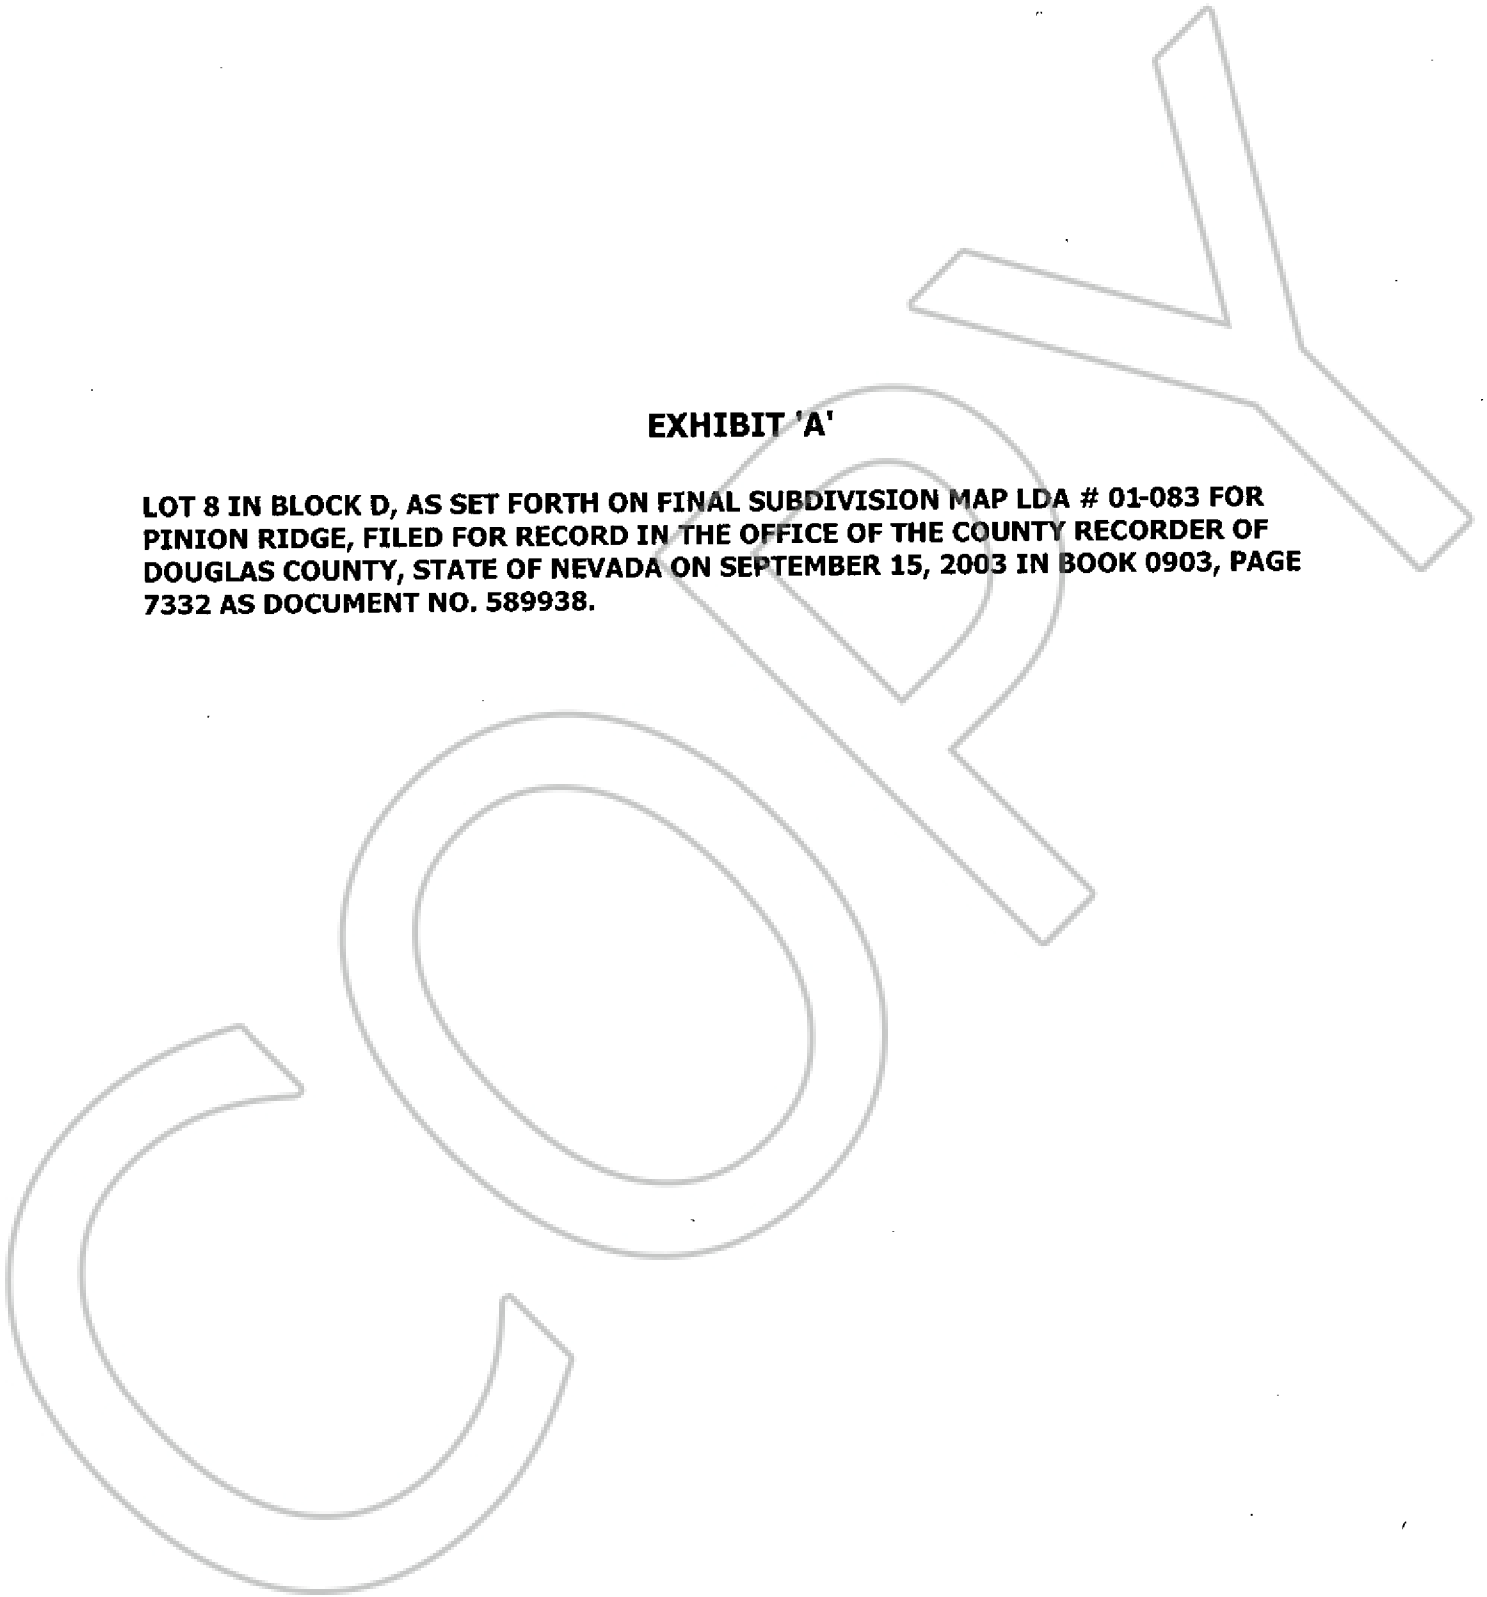 EXHIBIT 'A'
LOT 8 IN BLOCK D, AS SET FORTH ON FINAL SUBDIVISION MAP LDA # 01-083 FOR
PINION RIDGE, FILED FOR RECORD IN THE OFFICE OF THE COUNTY RECORDER OF
DOUGLAS COUNTY, STATE OF NEVADA ON SEPTEMBER 15, 2003 IN BOOK 0903, PAGE
7332 AS DOCUMENT NO. 589938.
COPY